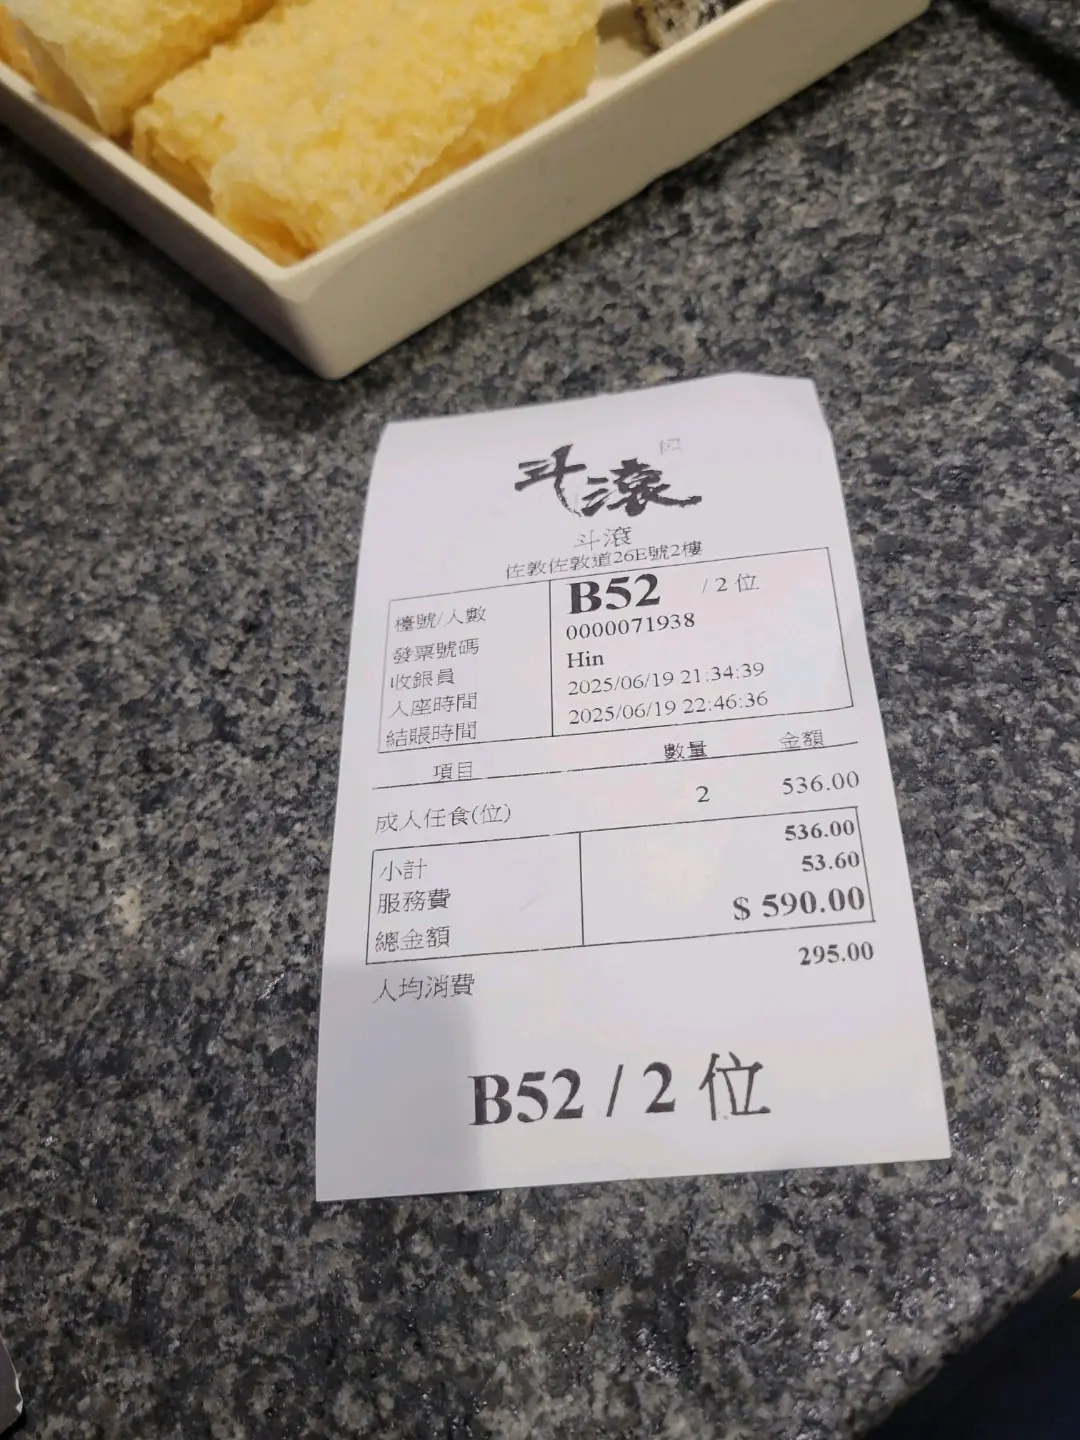 斗滾
斗滾
佐敦佐敦道26E號2樓
檯號/人數 B52 / 2 位
發票號碼 0000071938
收銀員 Hin
入座時間 2025/06/19 21:34:39
結賬時間 2025/06/19 22:46:36
項目 數量 金額
成人任食(位) 2 536.00
小計 536.00
服務費 53.60
總金額 $ 590.00
人均消費 295.00
B52 / 2 位